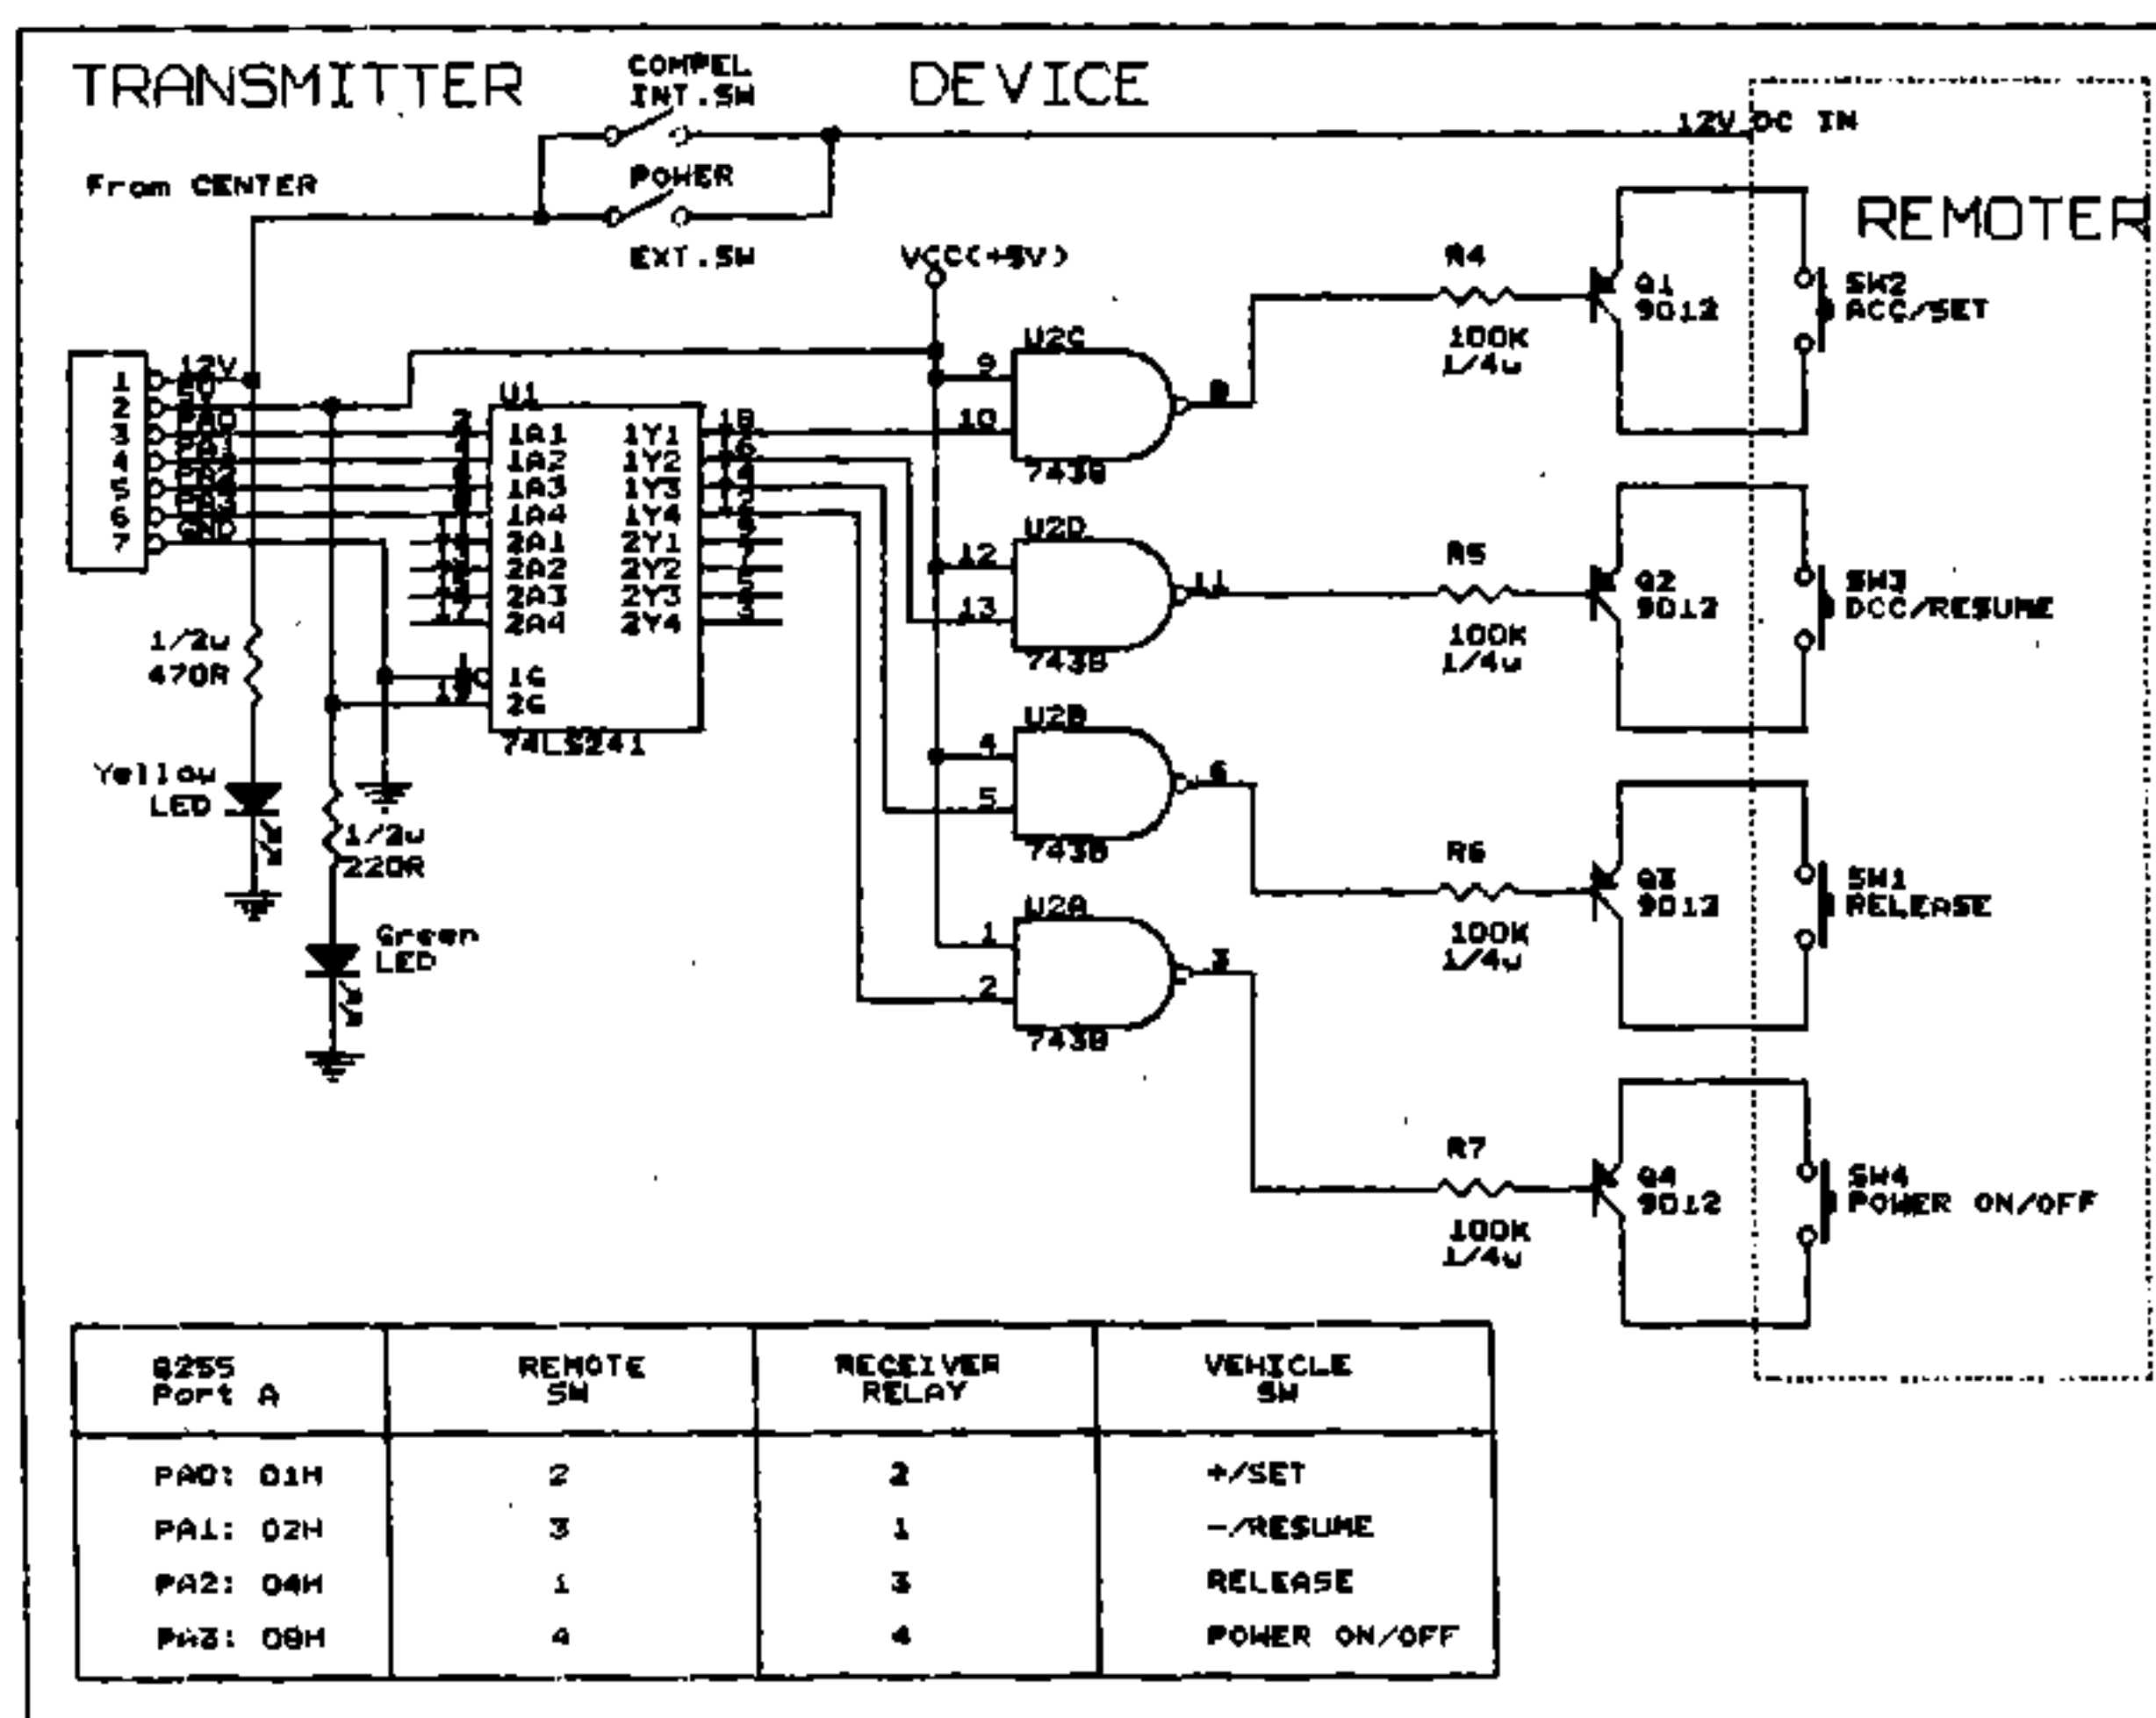 TRANSMITTER DEVICE
COMPEL
INT.SW
12V DC IN
From CENTER
POWER
EXT.SW
REMOTER
VCC(+5V)
R4
100K
1/4w
Q1
9012
SW2
ACC/SET
1
2
3
4
5
6
7
12V
U1
1A1 1Y1
1A2 1Y2
1A3 1Y3
1A4 1Y4
2A1 2Y1
2A2 2Y2
2A3 2Y3
2A4 2Y4
1G
2G
74LS241
18
17
5
3
U2C
9
10
8
7438
U2D
12
13
11
7438
R5
100K
1/4w
Q2
9012
SW3
DCC/RESUME
1/2w
470R
Yellow
LED
1/2w
220R
Green
LED
U2B
4
5
6
7438
R6
100K
1/4w
Q3
9012
SW1
RELEASE
U2A
1
2
3
7438
R7
100K
1/4w
Q4
9012
SW4
POWER ON/OFF
8255
Port A
REMOTE
SW
RECEIVER
RELAY
VEHICLE
SW
PA0: 01H 2 2 +/SET
PA1: 02H 3 1 -/RESUME
PA2: 04H 1 3 RELEASE
PA3: 08H 4 4 POWER ON/OFF